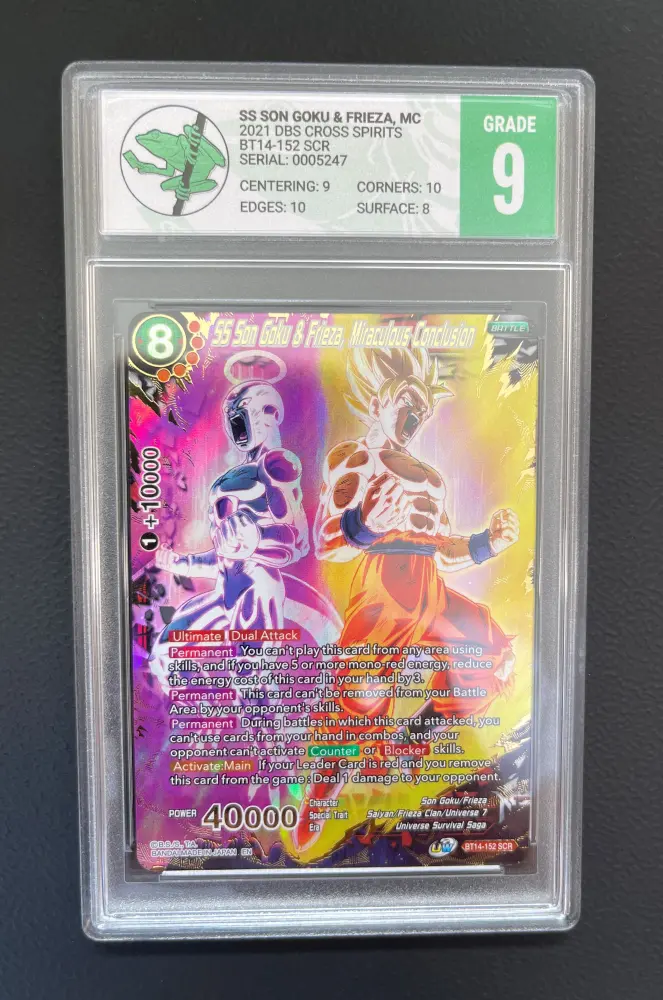 SS SON GOKU & FRIEZA, MC
2021 DBS CROSS SPIRITS
BT14-152 SCR
SERIAL: 0005247
CENTERING: 9 CORNERS: 10
EDGES: 10 SURFACE: 8
GRADE
9
8
SS Son Goku & Frieza, Miraculous Conclusion
BATTLE
1 +10000
Ultimate Dual Attack
Permanent You can't play this card from any area using
skills, and if you have 5 or more mono-red energy, reduce
the energy cost of this card in your hand by 3.
Permanent This card can't be removed from your Battle
Area by your opponent's skills.
Permanent During battles in which this card attacked, you
can't use cards from your hand in combos, and your
opponent can't activate Counter or Blocker skills.
Activate:Main If your Leader Card is red and you remove
this card from the game : Deal 1 damage to your opponent.
POWER 40000
Character Son Goku/Frieza
Special Trait Saiyan/Frieza Clan/Universe 7
Era Universe Survival Saga
©B.S./S., T.A.
BANDAI MADE IN JAPAN EN
BT14-152 SCR